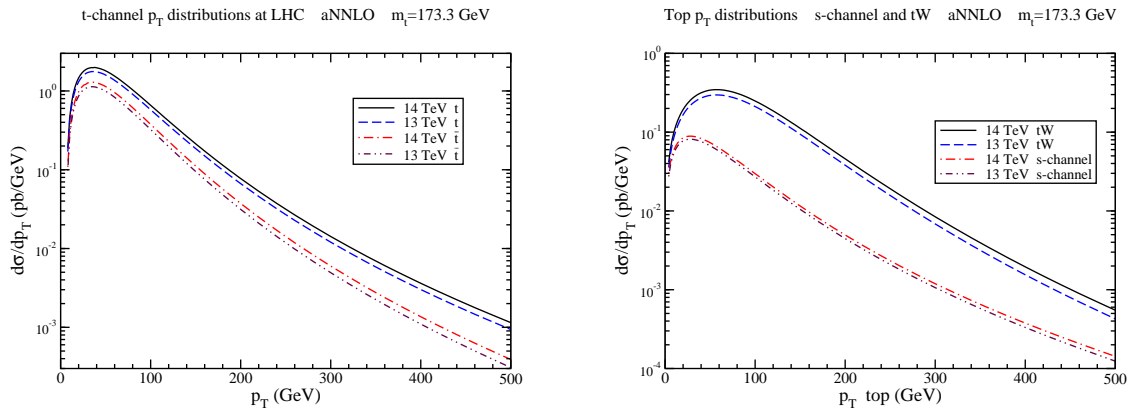 t-channel p_T distributions at LHC aNNLO m_t=173.3 GeV
10^0
10^-1
10^-2
10^-3
dσ/dp_T (pb/GeV)
14 TeV t
13 TeV t
14 TeV t̄
13 TeV t̄
0 100 200 300 400 500
p_T (GeV)
Top p_T distributions s-channel and tW aNNLO m_t=173.3 GeV
10^0
10^-1
10^-2
10^-3
10^-4
dσ/dp_T (pb/GeV)
14 TeV tW
13 TeV tW
14 TeV s-channel
13 TeV s-channel
0 100 200 300 400 500
p_T top (GeV)